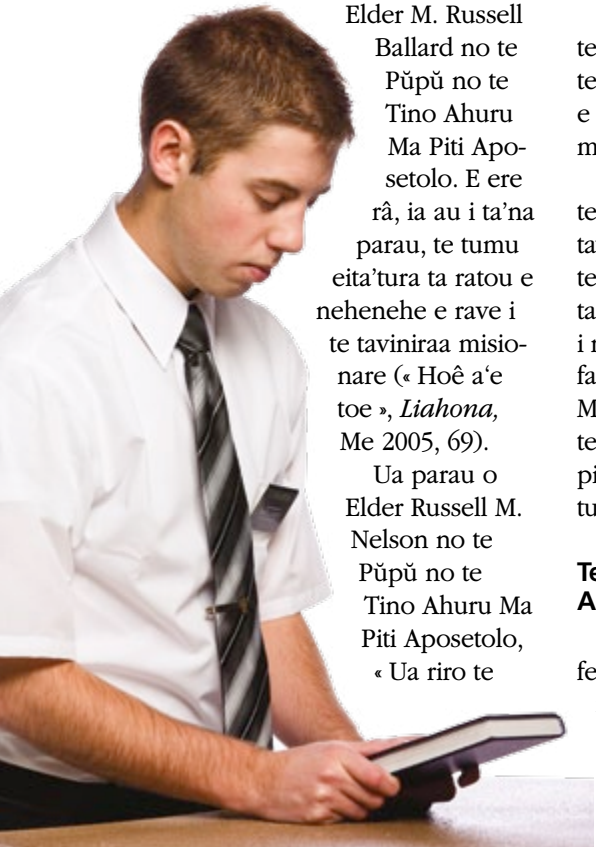 Elder M. Russell
Ballard no te
Pŭpŭ no te
Tino Ahuru
Ma Piti Apo-
setolo. E ere
râ, ia au i ta'na
parau, te tumu
eita'tura ta ratou e
nehenehe e rave i
te taviniraa misio-
nare (« Hoê a‘e
toe », Liahona,
Me 2005, 69).
Ua parau o
Elder Russell M.
Nelson no te
Pŭpŭ no te
Tino Ahuru Ma
Piti Aposetolo,
« Ua riro te
te
te
e
m
te
te
ta
i
fa
M
te
pi
tu
Te
A
fe